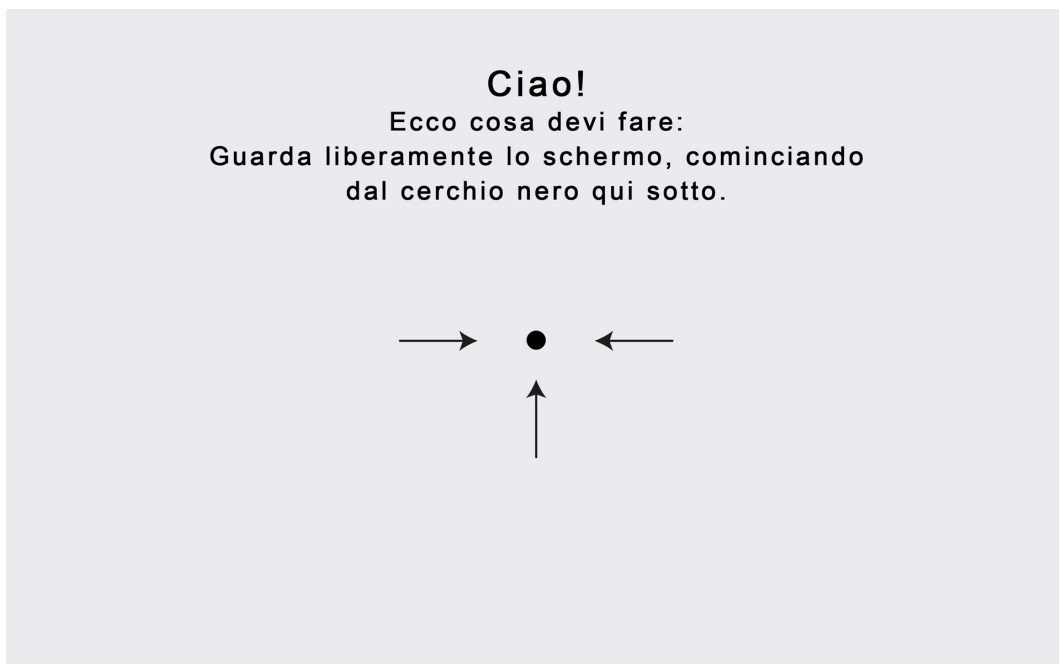 Ciao!
Ecco cosa devi fare:
Guarda liberamente lo schermo, cominciando
dal cerchio nero qui sotto.